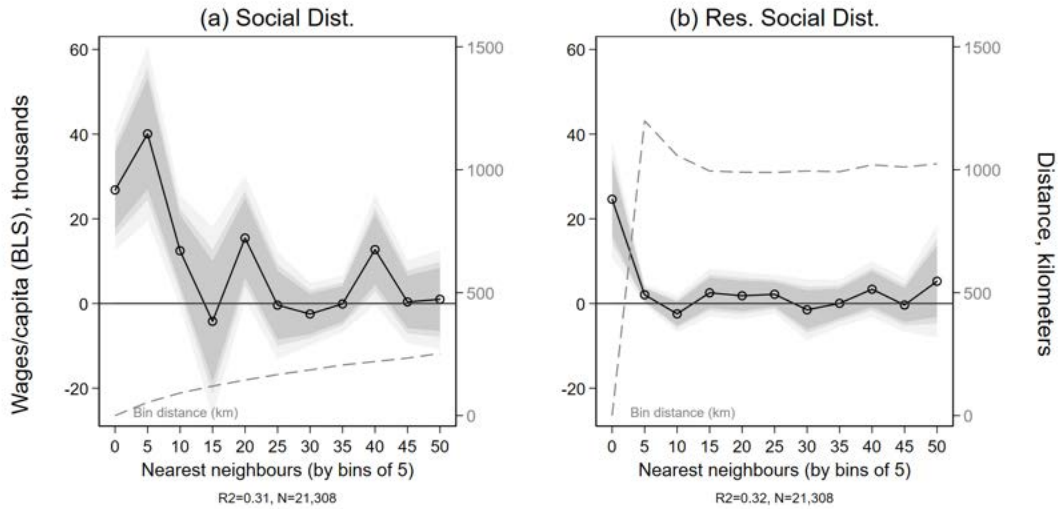 (a) Social Dist.
(b) Res. Social Dist.
Wages/capita (BLS), thousands
60
40
20
0
-20
1500
1000
500
0
Bin distance (km)
0 5 10 15 20 25 30 35 40 45 50
Nearest neighbours (by bins of 5)
R2=0.31, N=21,308
60
40
20
0
-20
1500
1000
500
0
Bin distance (km)
0 5 10 15 20 25 30 35 40 45 50
Nearest neighbours (by bins of 5)
R2=0.32, N=21,308
Distance, kilometers